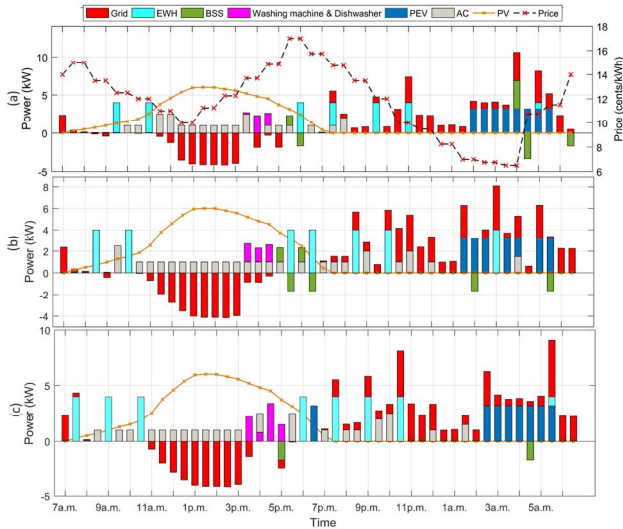 Grid EWH BSS Washing machine & Dishwasher PEV AC PV Price
10
5
0
-5
Power (kW)
(a)
18
16
14
12
10
8
6
Price (cents/kWh)
8
6
4
2
0
-2
-4
Power (kW)
(b)
10
5
0
-5
Power (kW)
(c)
7a.m. 9a.m. 11a.m. 1p.m. 3p.m. 5p.m. 7p.m. 9p.m. 11p.m. 1a.m. 3a.m. 5a.m.
Time